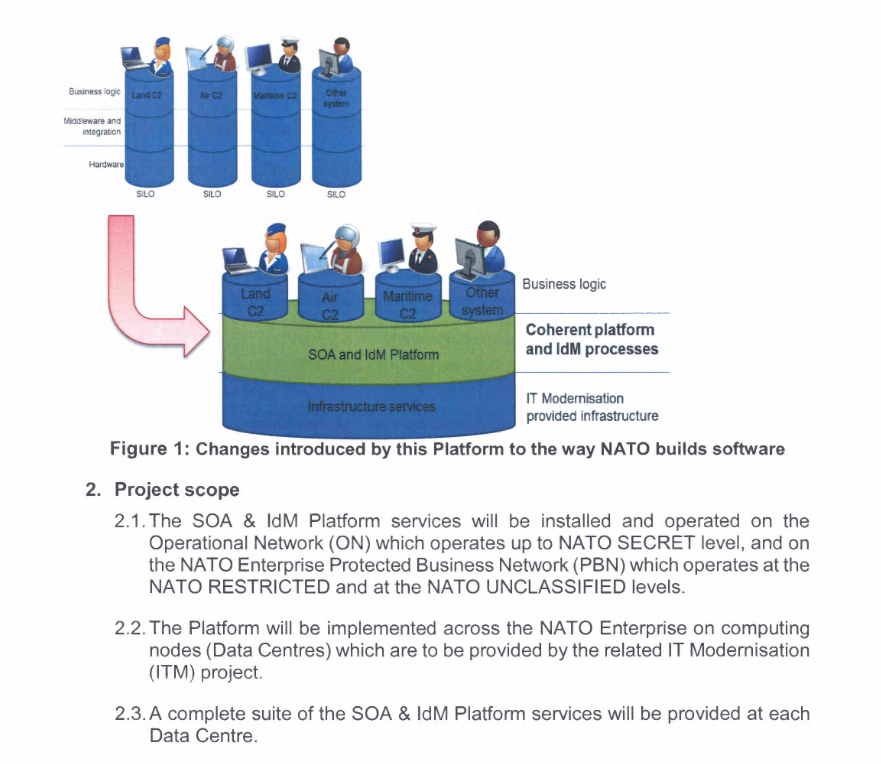 Business logic
Land C2
Air C2
Maritime C2
Other
system
Middleware and
integration
Hardware
SILO
SILO
SILO
SILO
Land
C2
Air
C2
Maritime
C2
Other
system
Business logic
SOA and IdM Platform
Coherent platform
and IdM processes
Infrastructure services
IT Modernisation
provided infrastructure
Figure 1: Changes introduced by this Platform to the way NATO builds software
2. Project scope
2.1. The SOA & IdM Platform services will be installed and operated on the
Operational Network (ON) which operates up to NATO SECRET level, and on
the NATO Enterprise Protected Business Network (PBN) which operates at the
NATO RESTRICTED and at the NATO UNCLASSIFIED levels.
2.2. The Platform will be implemented across the NATO Enterprise on computing
nodes (Data Centres) which are to be provided by the related IT Modernisation
(ITM) project.
2.3. A complete suite of the SOA & IdM Platform services will be provided at each
Data Centre.